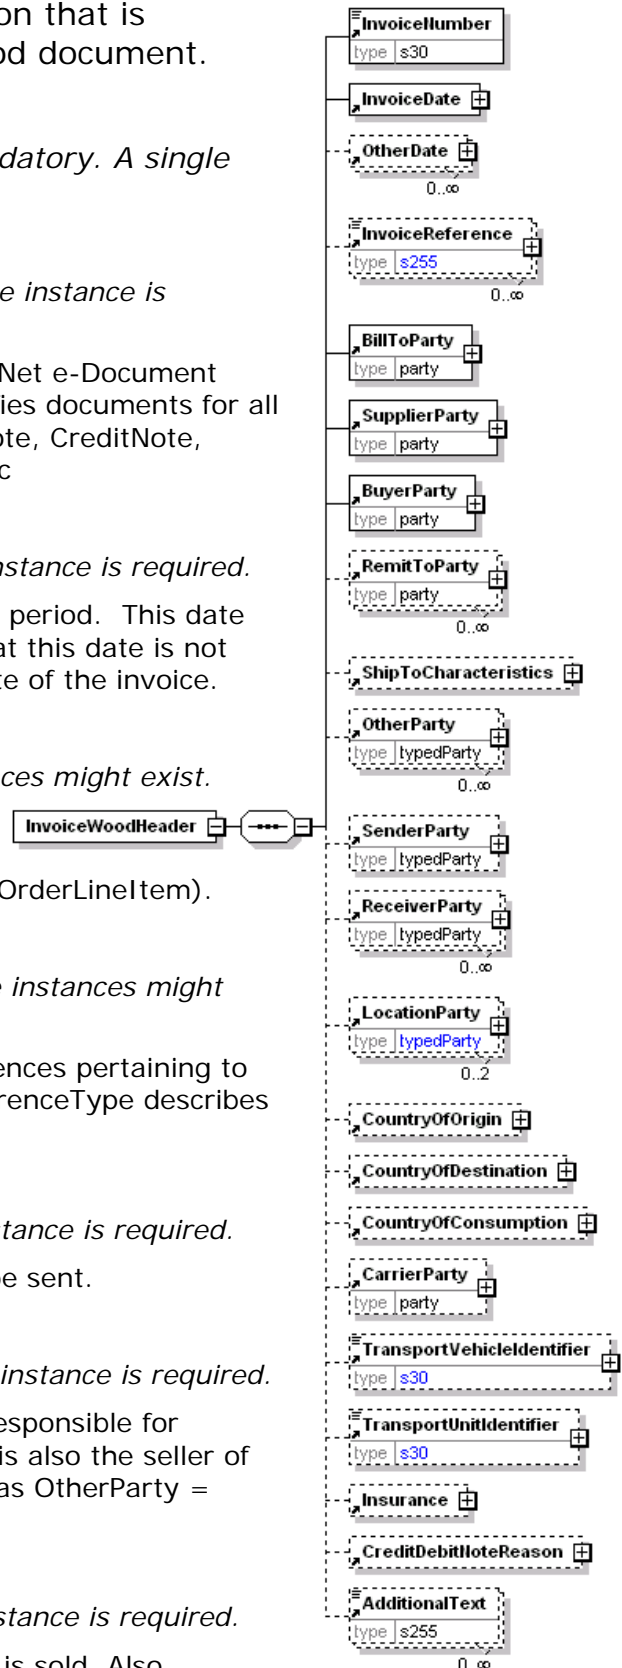 on that is
od document.
datory. A single
e instance is
Net e-Document
ies documents for all
ote, CreditNote,
c
nstance is required.
period. This date
at this date is not
te of the invoice.
ces might exist.
OrderLineItem).
e instances might
ences pertaining to
renceType describes
stance is required.
be sent.
instance is required.
esponsible for
is also the seller of
as OtherParty =
stance is required.
is sold. Also
InvoiceWoodHeader
InvoiceNumber
type s30
InvoiceDate
OtherDate
0..∞
InvoiceReference
type s255
0..∞
BillToParty
type party
SupplierParty
type party
BuyerParty
type party
RemitToParty
type party
0..∞
ShipToCharacteristics
OtherParty
type typedParty
0..∞
SenderParty
type typedParty
ReceiverParty
type typedParty
0..∞
LocationParty
type typedParty
0..2
CountryOfOrigin
CountryOfDestination
CountryOfConsumption
CarrierParty
type party
TransportVehicleIdentifier
type s30
TransportUnitIdentifier
type s30
Insurance
CreditDebitNoteReason
AdditionalText
type s255
0..∞